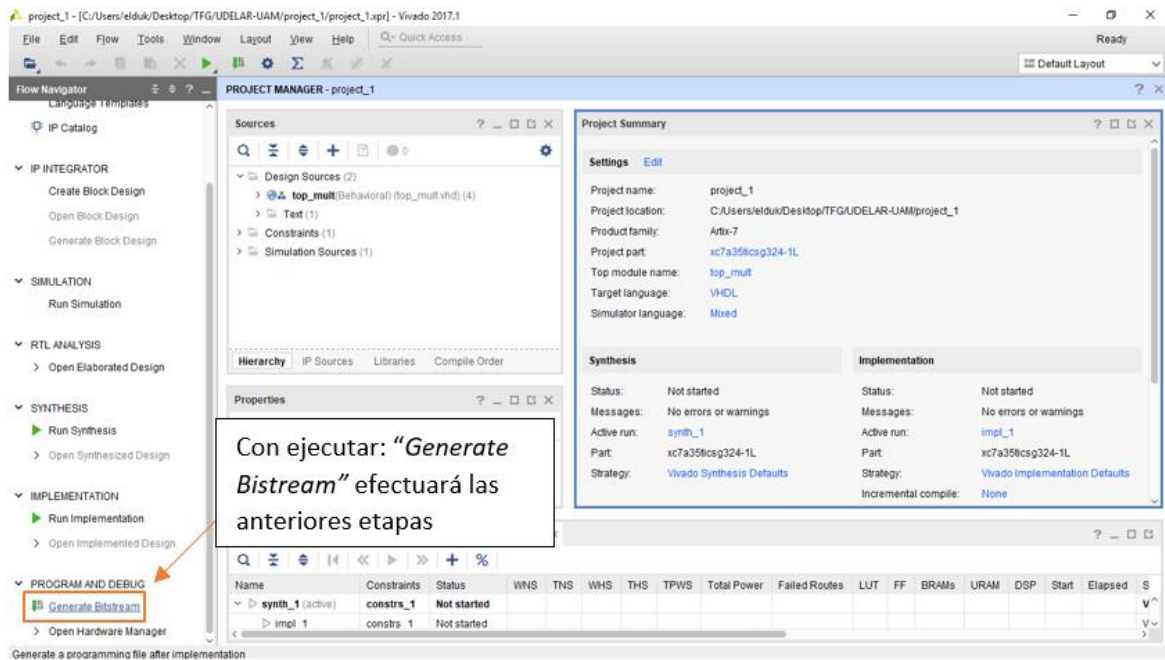 project_1 - [C:/Users/elduk/Desktop/TFG/UDELAR-UAM/project_1/project_1.xpr] - Vivado 2017.1
File Edit Flow Tools Window Layout View Help Q- Quick Access
Ready
Default Layout
Flow Navigator
PROJECT MANAGER - project_1
Language Templates
IP Catalog
IP INTEGRATOR
Create Block Design
Open Block Design
Generate Block Design
SIMULATION
Run Simulation
RTL ANALYSIS
Open Elaborated Design
SYNTHESIS
Run Synthesis
Open Synthesized Design
IMPLEMENTATION
Run Implementation
Open Implemented Design
PROGRAM AND DEBUG
Generate Bitstream
Open Hardware Manager
Sources
0
Design Sources (2)
top_mult(Behavioral) (top_mult.vhd) (4)
Text (1)
Constraints (1)
Simulation Sources (1)
Hierarchy IP Sources Libraries Compile Order
Properties
Con ejecutar: “Generate
Bistream” efectuará las
anteriores etapas
Project Summary
Settings Edit
Project name: project_1
Project location: C:/Users/elduk/Desktop/TFG/UDELAR-UAM/project_1
Product family: Artix-7
Project part: xc7a35ticsg324-1L
Top module name: top_mult
Target language: VHDL
Simulator language: Mixed
Synthesis
Status: Not started
Messages: No errors or warnings
Active run: synth_1
Part: xc7a35ticsg324-1L
Strategy: Vivado Synthesis Defaults
Implementation
Status: Not started
Messages: No errors or warnings
Active run: impl_1
Part: xc7a35ticsg324-1L
Strategy: Vivado Implementation Defaults
Incremental compile: None
Name Constraints Status WNS TNS WHS THS TPWS Total Power Failed Routes LUT FF BRAMs URAM DSP Start Elapsed S
synth_1 (active) constrs_1 Not started V
impl_1 constrs_1 Not started V
Generate a programming file after implementation